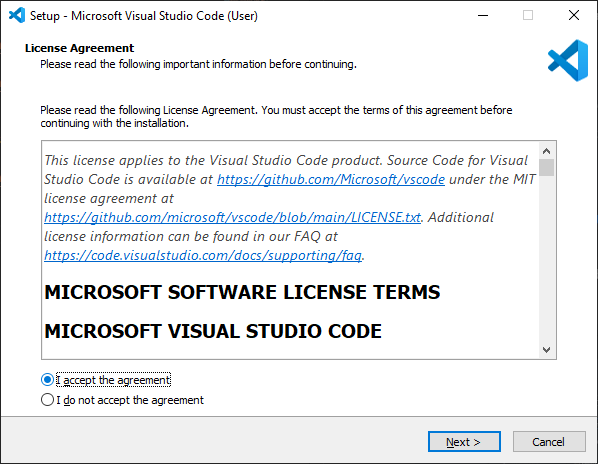 Setup - Microsoft Visual Studio Code (User)
License Agreement
Please read the following important information before continuing.
Please read the following License Agreement. You must accept the terms of this agreement before
continuing with the installation.
This license applies to the Visual Studio Code product. Source Code for Visual
Studio Code is available at https://github.com/Microsoft/vscode under the MIT
license agreement at
https://github.com/microsoft/vscode/blob/main/LICENSE.txt. Additional
license information can be found in our FAQ at
https://code.visualstudio.com/docs/supporting/faq.
MICROSOFT SOFTWARE LICENSE TERMS
MICROSOFT VISUAL STUDIO CODE
I accept the agreement
I do not accept the agreement
Next >
Cancel